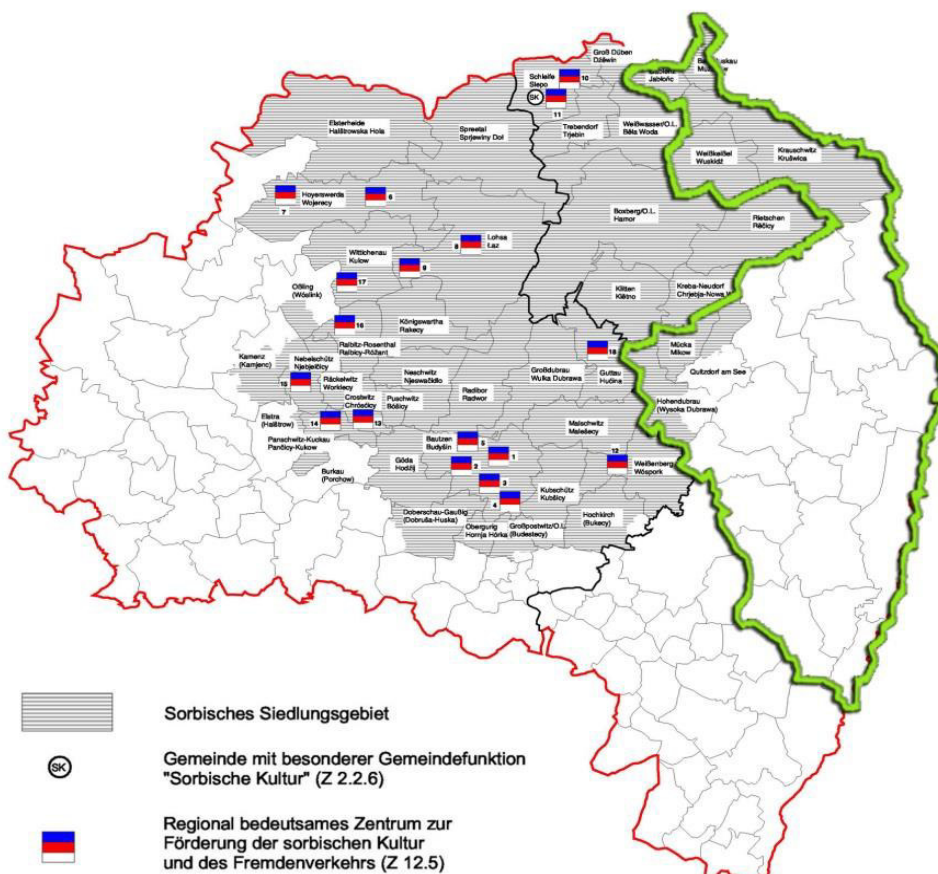 Groß Düben
Džěwin
Schleife
Slepo
10
SK
11
Jabłońc
Trebendorf
Trjebin
Weißwasser/O.L.
Běła Woda
Elsterheide
Halštrowska Hola
Spreetal
Sprjewiny Doł
Weißkeißel
Wuskidź
Krauschwitz
Krušwica
Hoyerswerda
Wojerecy
6
7
Boxberg/O.L.
Hamor
Rietschen
Rěčicy
Lohsa
Łaz
8
Wittichenau
Kulow
9
17
Oßling
(Wóslink)
Klitten
Klětno
Kreba-Neudorf
16
Königswartha
Rakecy
Ralbitz-Rosenthal
Ralbicy-Róžant
18
Mücka
Mikow
Kamenz
(Kamjenc)
Nebelschütz
Njebjelčicy
Großdubrau
Wulka Dubrawa
Guttau
Hućina
Quitzdorf am See
15
Räckelwitz
Worklecy
Neschwitz
Njeswačidło
Crostwitz
Chrósćicy
Puschwitz
Bóšicy
Radibor
Radwor
Hohendubrau
(Wysoka Dubrawa)
Elstra
(Halštrow)
14
13
Panschwitz-Kuckau
Pančicy-Kukow
Malschwitz
Malešecy
Bautzen
Budyšin
5
1
2
3
4
12
Weißenberg
Wóspork
Göda
Hodźij
Burkau
(Porchow)
Kubschütz
Kubšicy
Doberschau-Gaußig
(Dobruša-Huska)
Obergurig
Hornja Hórka
Großpostwitz/O.L.
(Budestecy)
Hochkirch
(Bukecy)
Sorbisches Siedlungsgebiet
SK
Gemeinde mit besonderer Gemeindefunktion
"Sorbische Kultur" (Z 2.2.6)
Regional bedeutsames Zentrum zur
Förderung der sorbischen Kultur
und des Fremdenverkehrs (Z 12.5)